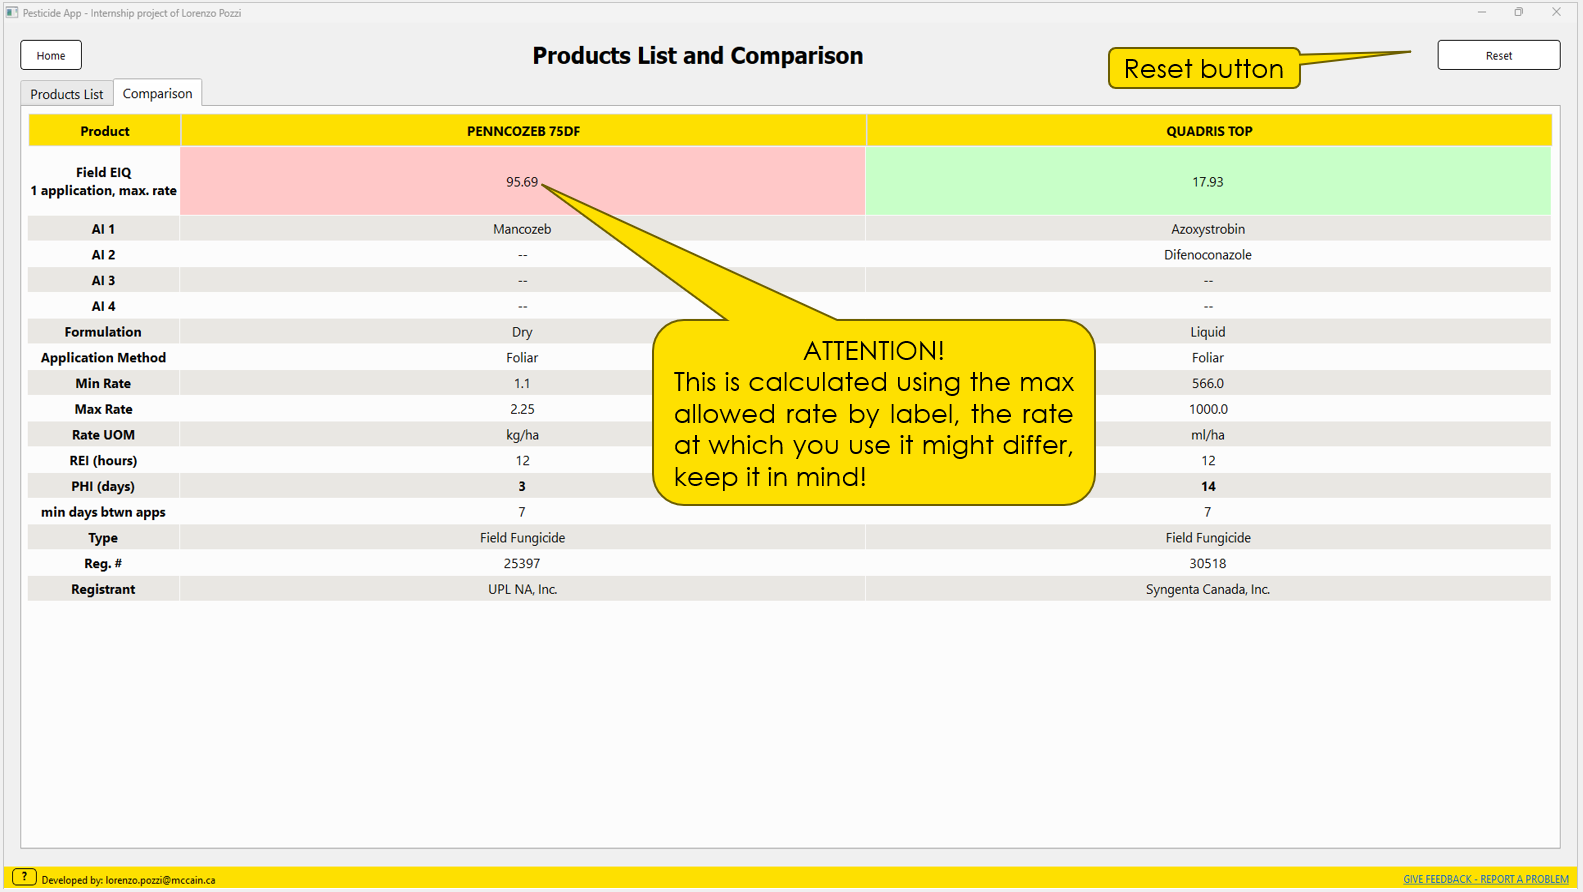 Pesticide App - Internship project of Lorenzo Pozzi
Home
Products List and Comparison
Reset button
Reset
Products List
Comparison
Product PENNCOZEB 75DF QUADRIS TOP
Field EIQ
1 application, max. rate
95.69 17.93
AI 1 Mancozeb Azoxystrobin
AI 2 -- Difenoconazole
AI 3 -- --
AI 4 -- --
Formulation Dry Liquid
Application Method Foliar Foliar
Min Rate 1.1 566.0
Max Rate 2.25 1000.0
Rate UOM kg/ha ml/ha
REI (hours) 12 12
PHI (days) 3 14
min days btwn apps 7 7
Type Field Fungicide Field Fungicide
Reg. # 25397 30518
Registrant UPL NA, Inc. Syngenta Canada, Inc.
ATTENTION!
This is calculated using the max
allowed rate by label, the rate
at which you use it might differ,
keep it in mind!
? Developed by: lorenzo.pozzi@mccain.ca
GIVE FEEDBACK - REPORT A PROBLEM